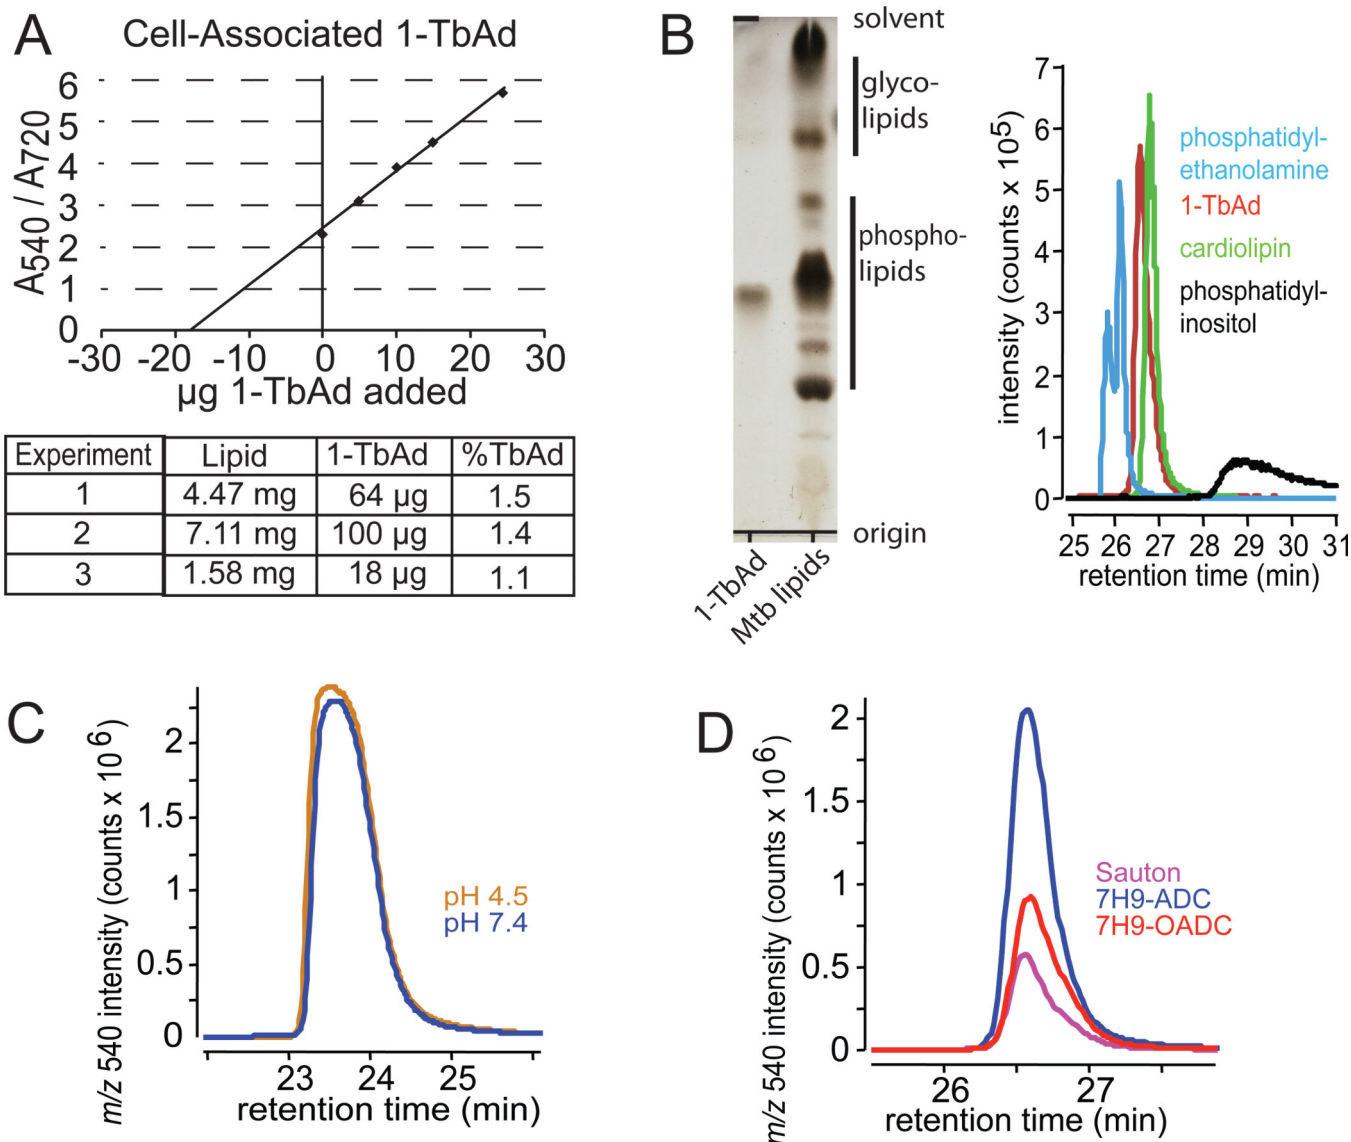 A
Cell-Associated 1-TbAd
6
5
4
3
2
1
0
A540 / A720
-30 -20 -10 0 10 20 30
µg 1-TbAd added
Experiment Lipid 1-TbAd %TbAd
1 4.47 mg 64 µg 1.5
2 7.11 mg 100 µg 1.4
3 1.58 mg 18 µg 1.1
B
solvent
glyco-
lipids
phospho-
lipids
origin
1-TbAd
Mtb lipids
7
6
5
4
3
2
1
0
intensity (counts x 10⁵)
phosphatidyl-
ethanolamine
1-TbAd
cardiolipin
phosphatidyl-
inositol
25 26 27 28 29 30 31
retention time (min)
C
2
1.5
1
0.5
0
m/z 540 intensity (counts x 10⁶)
pH 4.5
pH 7.4
23 24 25
retention time (min)
D
2
1.5
1
0.5
0
m/z 540 intensity (counts x 10⁶)
Sauton
7H9-ADC
7H9-OADC
26 27
retention time (min)